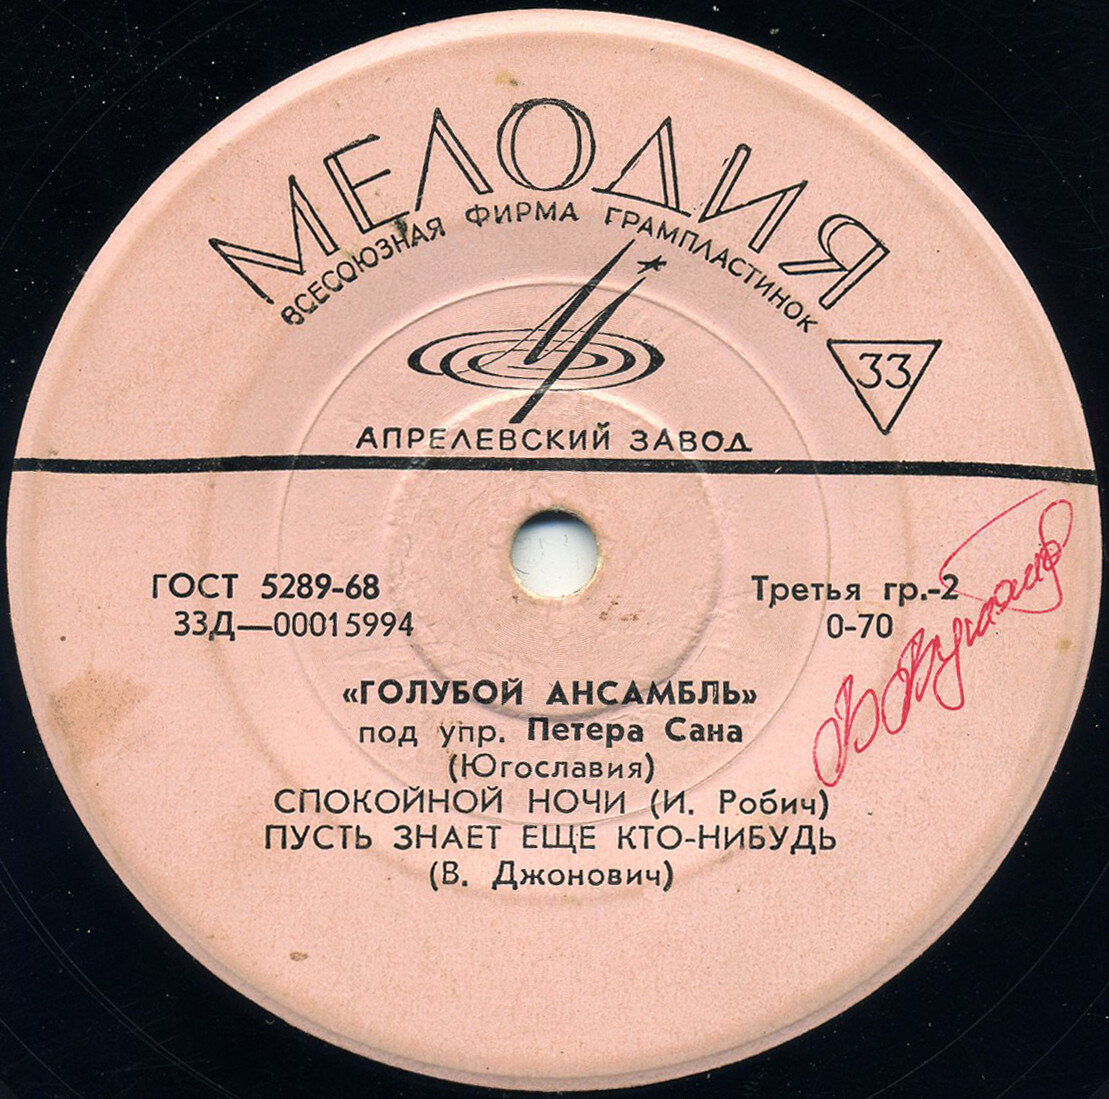 МЕЛОДИЯ
ВСЕСОЮЗНАЯ ФИРМА ГРАМПЛАСТИНОК
33
АПРЕЛЕВСКИЙ ЗАВОД
ГОСТ 5289-68
Третья гр.-2
33Д—00015994
0-70
«ГОЛУБОЙ АНСАМБЛЬ»
под упр. Петера Сана
(Югославия)
СПОКОЙНОЙ НОЧИ (И. Робич)
ПУСТЬ ЗНАЕТ ЕЩЕ КТО-НИБУДЬ
(В. Джонович)